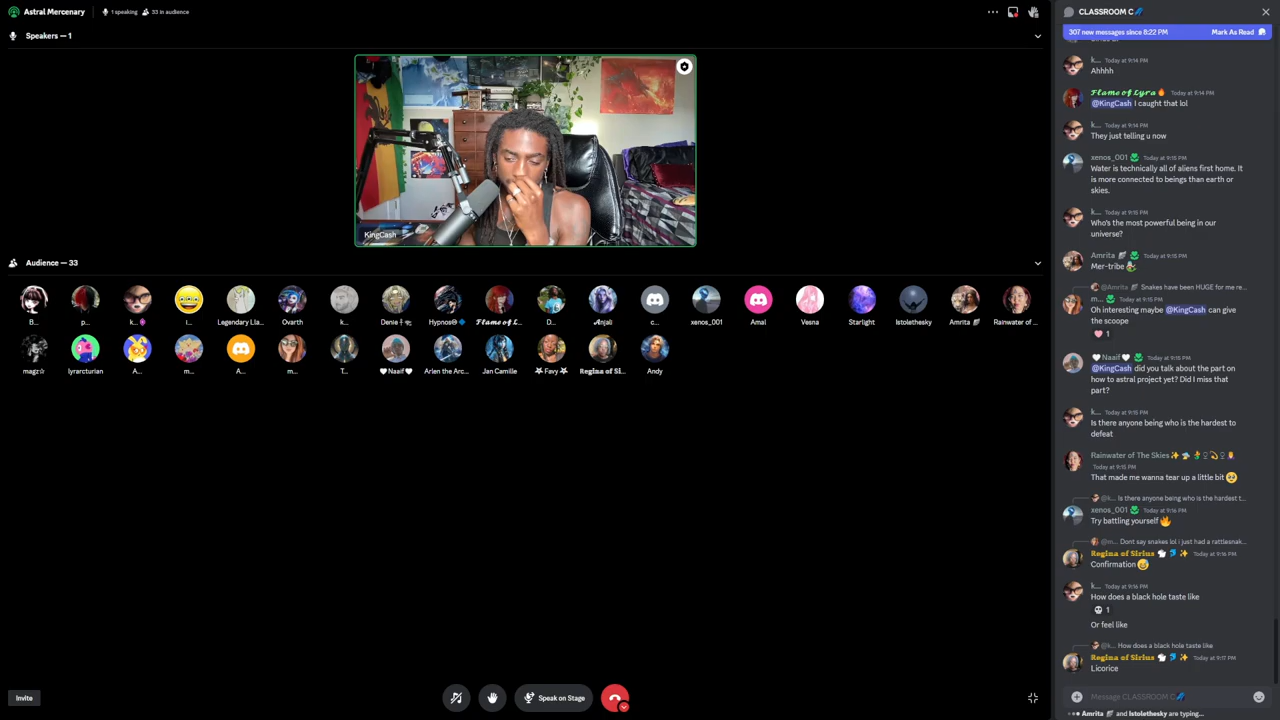 Astral Mercenary
1 speaking
33 in audience
Speakers — 1
KingCash
Audience — 33
B...
p...
k...
i...
Legendary Lla...
Ovarth
k...
Denie
Hypnos
Flame of L...
D...
Anjali
c...
xenos_001
Amal
Vesna
Starlight
Istolethesky
Amrita
Rainwater of ...
magz☆
lyrarcturian
A...
m...
A...
m...
T...
🤍Naaif🤍
Arlen the Arc...
Jan Camille
Favy
Regina of Si...
Andy
Invite
Speak on Stage
CLASSROOM C
307 new messages since 8:22 PM
Mark As Read
k... Today at 9:14 PM
Ahhhh
Flame of Lyra🔥 Today at 9:14 PM
@KingCash I caught that lol
k... Today at 9:14 PM
They just telling u now
xenos_001 Today at 9:15 PM
Water is technically all of aliens first home. It
is more connected to beings than earth or
skies.
k... Today at 9:15 PM
Who's the most powerful being in our
universe?
Amrita Today at 9:15 PM
Mer-tribe
@Amrita Snakes have been HUGE for me re...
m... Today at 9:15 PM
Oh interesting maybe @KingCash can give
the scoope
1
🤍Naaif🤍 Today at 9:15 PM
@KingCash did you talk about the part on
how to astral project yet? Did I miss that
part?
k... Today at 9:15 PM
Is there anyone being who is the hardest to
defeat
Rainwater of The Skies✨
Today at 9:15 PM
That made me wanna tear up a little bit🥹
@k... Is there anyone being who is the hardest t...
xenos_001 Today at 9:16 PM
Try battling yourself🔥
@m... Dont say snakes lol i just had a rattlesnak...
Regina of Sirius Today at 9:16 PM
Confirmation😅
k... Today at 9:16 PM
How does a black hole taste like
💀 1
Or feel like
@k... How does a black hole taste like
Regina of Sirius Today at 9:17 PM
Licorice
Message CLASSROOM C
Amrita and Istolethesky are typing...